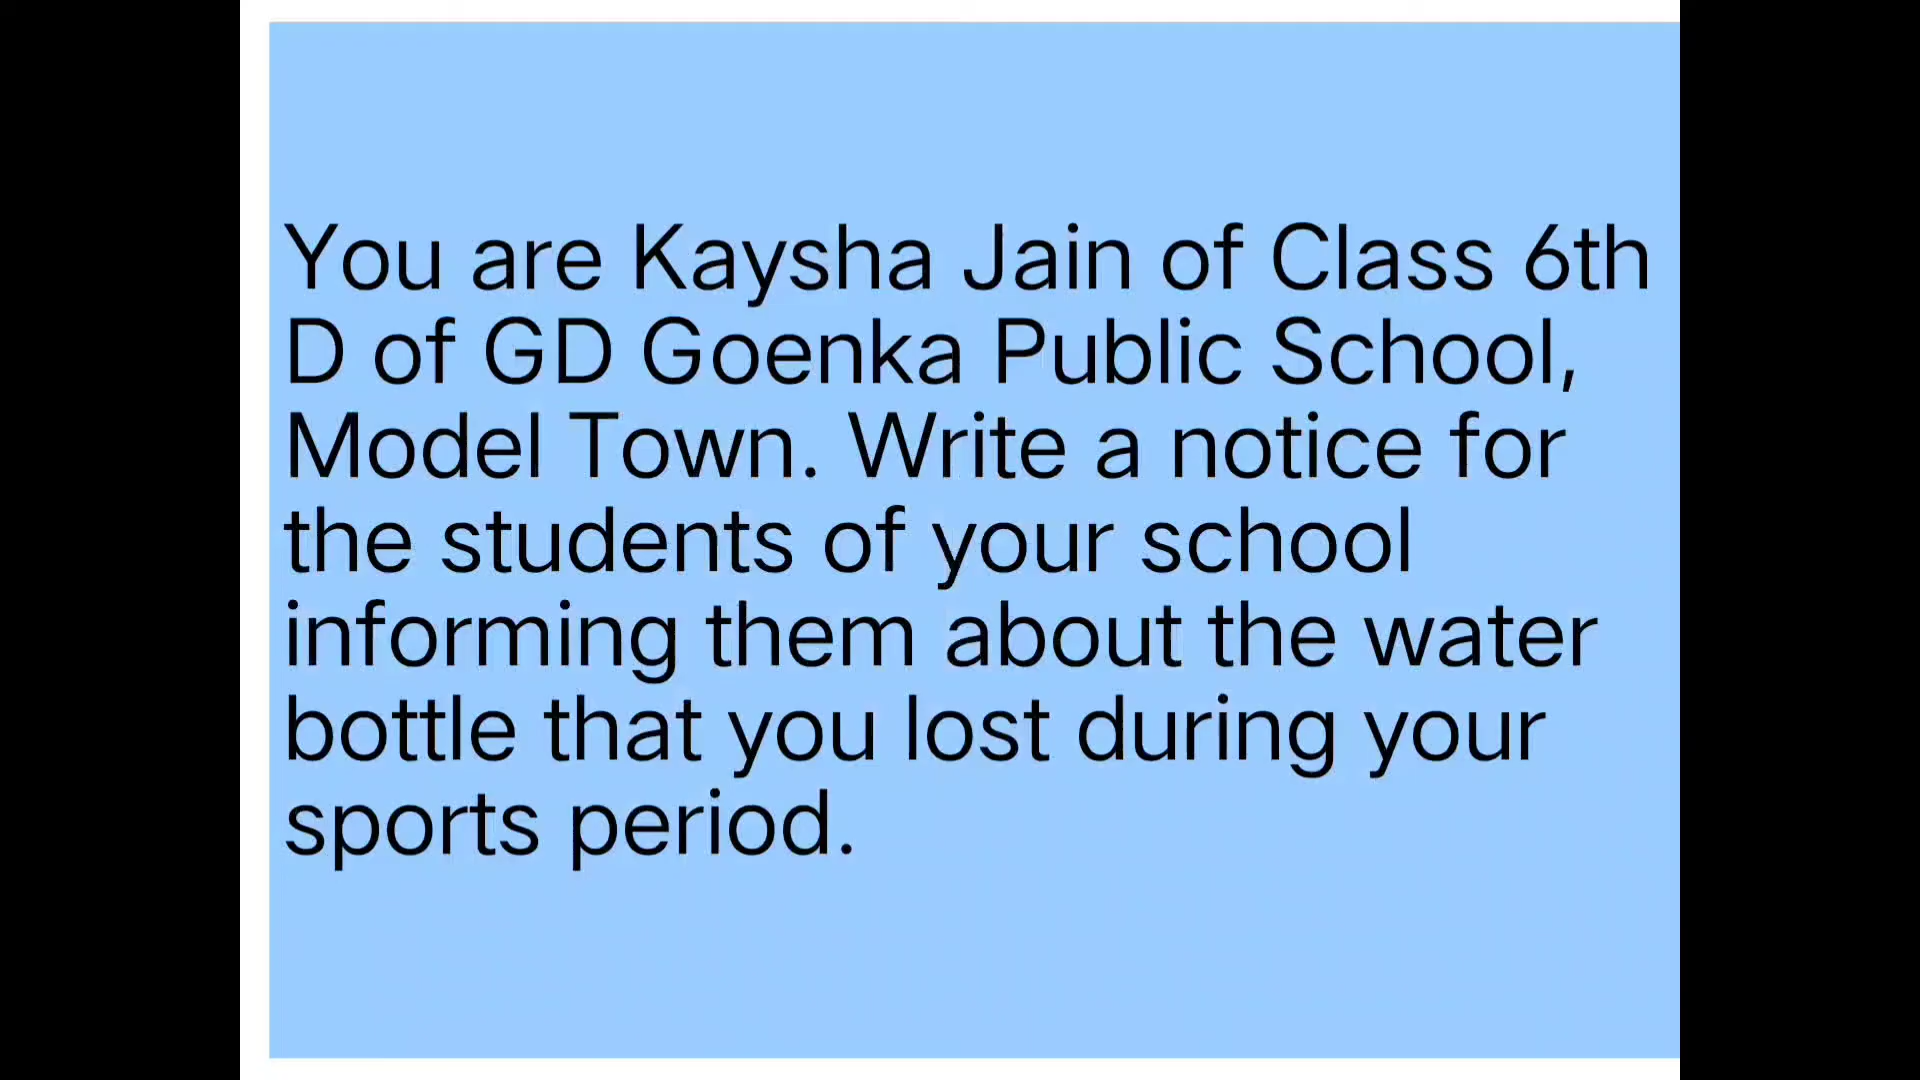 You are Kaysha Jain of Class 6th
D of GD Goenka Public School,
Model Town. Write a notice for
the students of your school
informing them about the water
bottle that you lost during your
sports period.